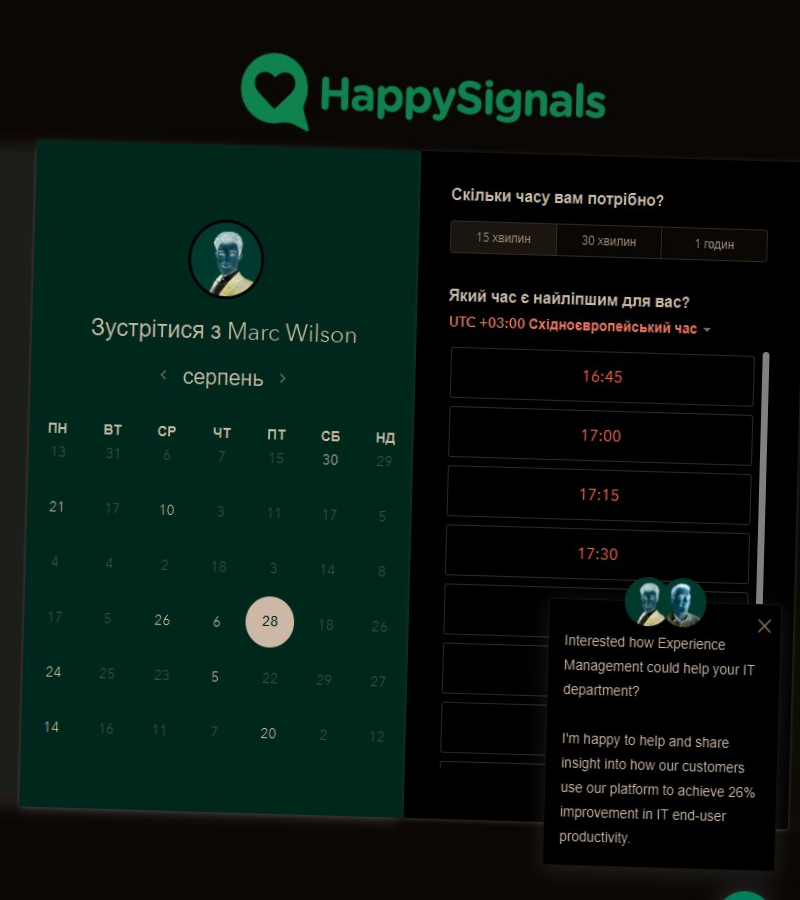 HappySignals
Зустрітися з Marc Wilson
серпень
ПН ВТ СР ЧТ ПТ СБ НД
13 31 6 7 15 30 29
21 17 10 3 11 17 5
4 4 2 18 3 14 8
17 5 26 6 28 18 26
24 25 23 5 22 29 27
14 16 11 7 20 2 12
Скільки часу вам потрібно?
15 хвилин 30 хвилин 1 годин
Який час є найліпшим для вас?
UTC +03:00 Східноєвропейський час
16:45
17:00
17:15
17:30
Interested how Experience
Management could help your IT
department?
I'm happy to help and share
insight into how our customers
use our platform to achieve 26%
improvement in IT end-user
productivity.